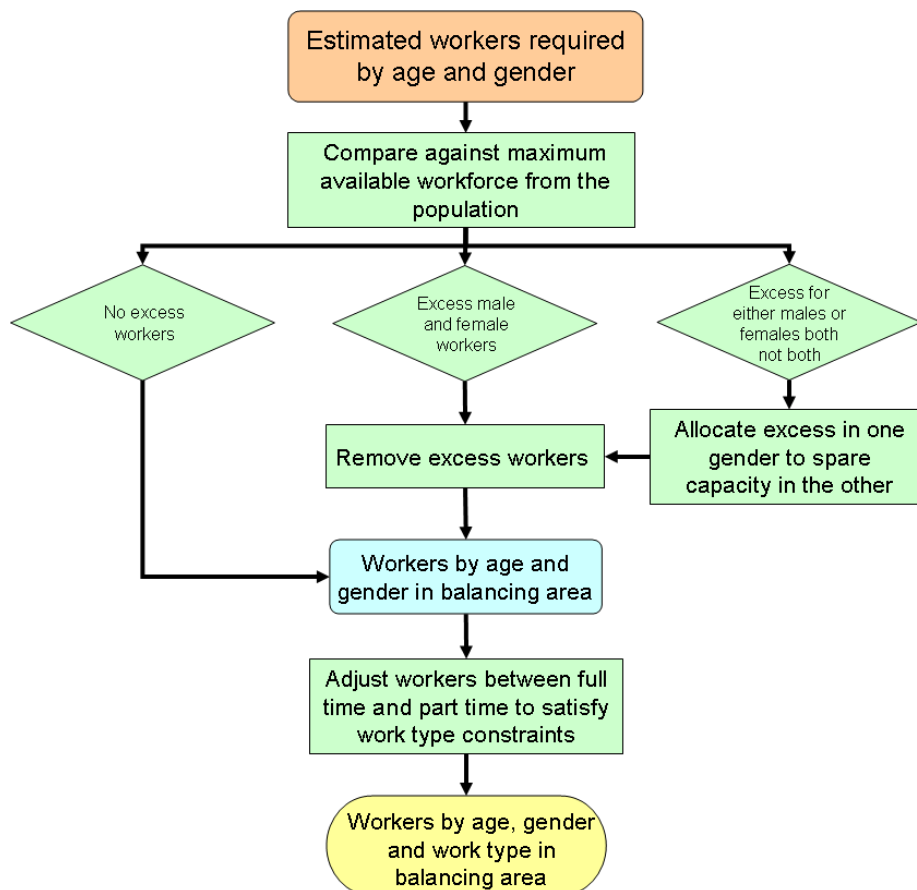 Estimated workers required
by age and gender
Compare against maximum
available workforce from the
population
No excess
workers
Excess male
and female
workers
Excess for
either males or
females both
not both
Remove excess workers
Allocate excess in one
gender to spare
capacity in the other
Workers by age and
gender in balancing area
Adjust workers between full
time and part time to satisfy
work type constraints
Workers by age, gender
and work type in
balancing area